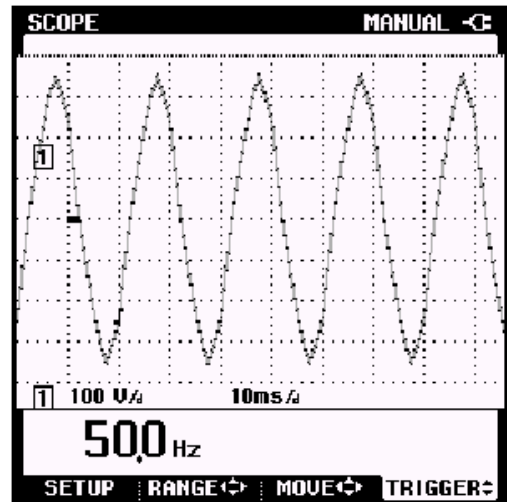 SCOPE MANUAL
1
1 100 V/d 10ms/d
50.0 Hz
SETUP RANGE MOVE TRIGGER